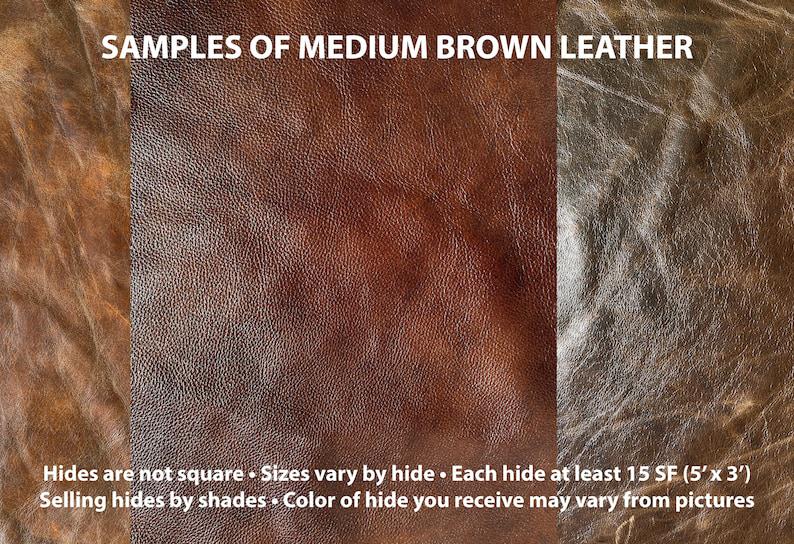 SAMPLES OF MEDIUM BROWN LEATHER
Hides are not square • Sizes vary by hide • Each hide at least 15 SF (5’ x 3’)
Selling hides by shades • Color of hide you receive may vary from pictures